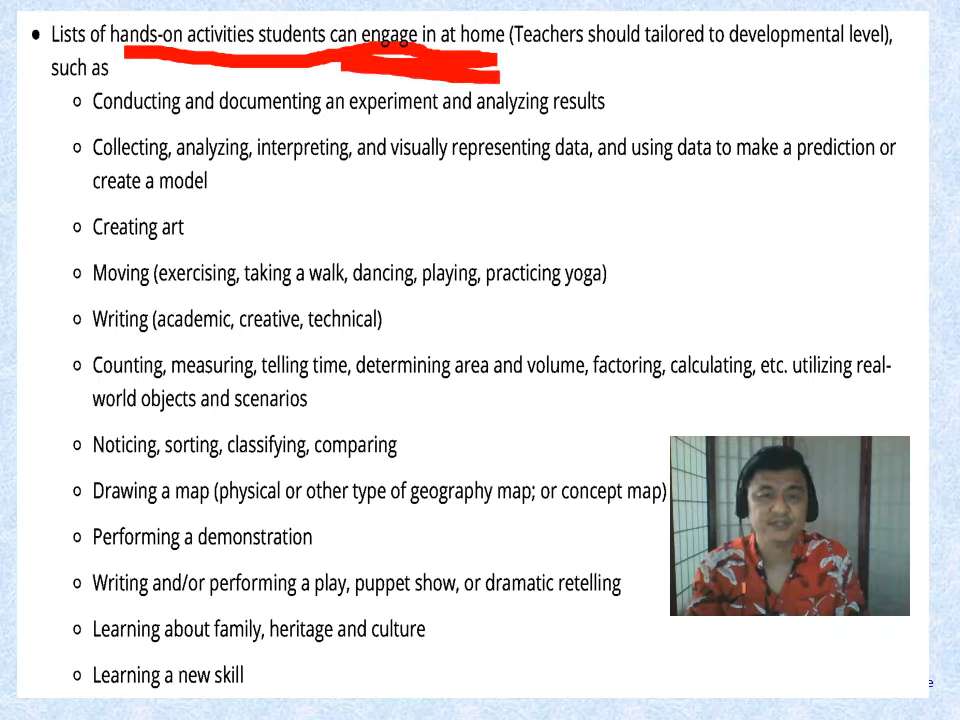 ● Lists of hands-on activities students can engage in at home (Teachers should tailored to developmental level),
such as
o Conducting and documenting an experiment and analyzing results
o Collecting, analyzing, interpreting, and visually representing data, and using data to make a prediction or
create a model
o Creating art
o Moving (exercising, taking a walk, dancing, playing, practicing yoga)
o Writing (academic, creative, technical)
o Counting, measuring, telling time, determining area and volume, factoring, calculating, etc. utilizing real-
world objects and scenarios
o Noticing, sorting, classifying, comparing
o Drawing a map (physical or other type of geography map; or concept map)
o Performing a demonstration
o Writing and/or performing a play, puppet show, or dramatic retelling
o Learning about family, heritage and culture
o Learning a new skill